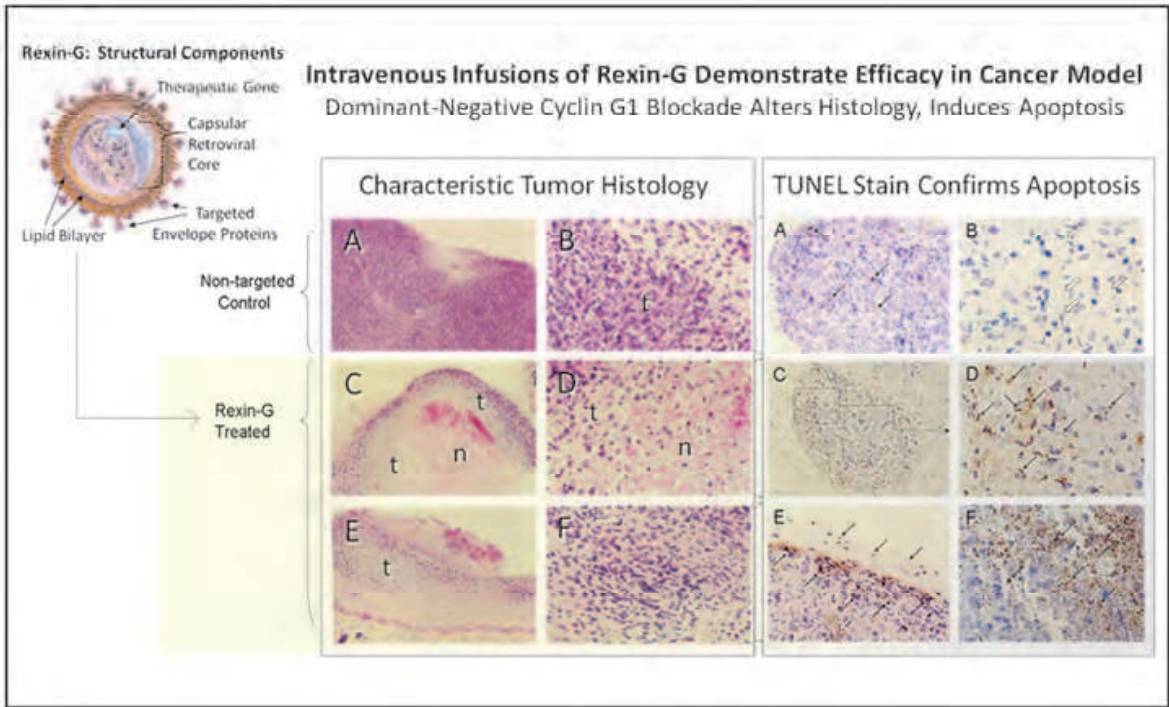 Rexin-G: Structural Components
Therapeutic Gene
Capsular
Retroviral
Core
Targeted
Envelope Proteins
Lipid Bilayer
Intravenous Infusions of Rexin-G Demonstrate Efficacy in Cancer Model
Dominant-Negative Cyclin G1 Blockade Alters Histology, Induces Apoptosis
Characteristic Tumor Histology
TUNEL Stain Confirms Apoptosis
Non-targeted
Control
A
B
t
A
B
Rexin-G
Treated
C
t
t
n
D
t
n
C
D
E
t
F
E
F